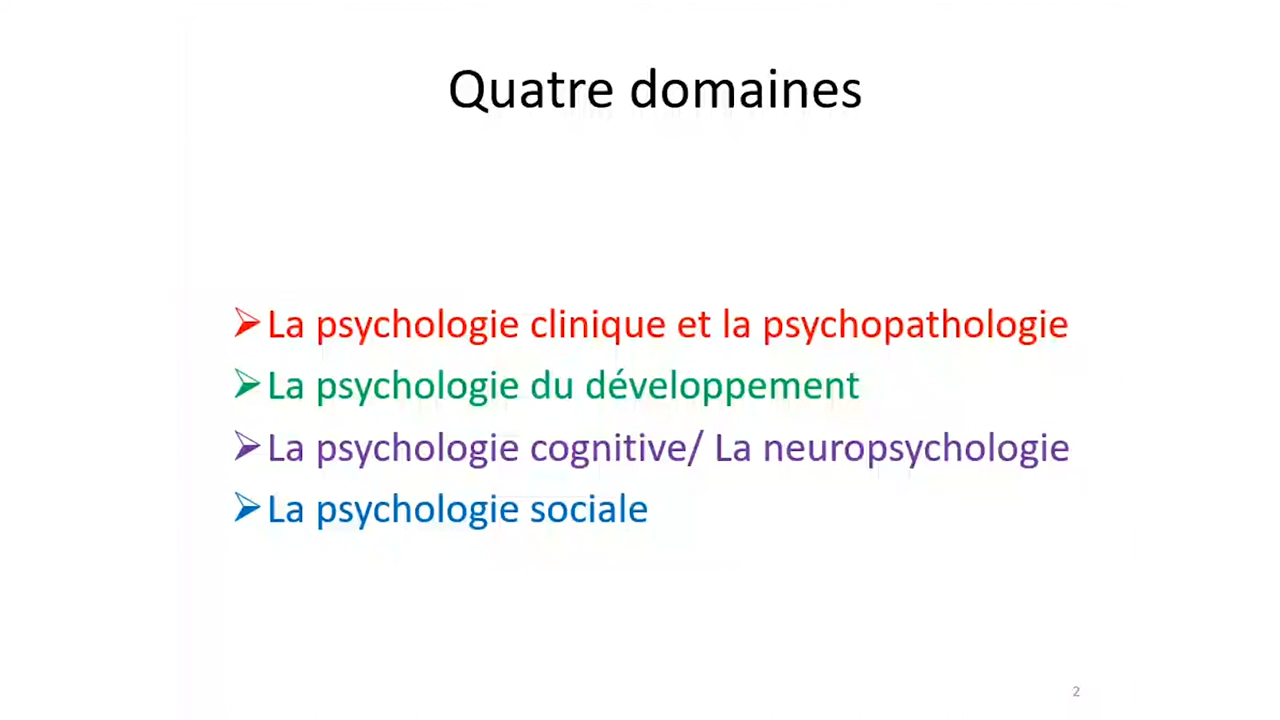 Quatre domaines
➢La psychologie clinique et la psychopathologie
➢La psychologie du développement
➢La psychologie cognitive/ La neuropsychologie
➢La psychologie sociale
2